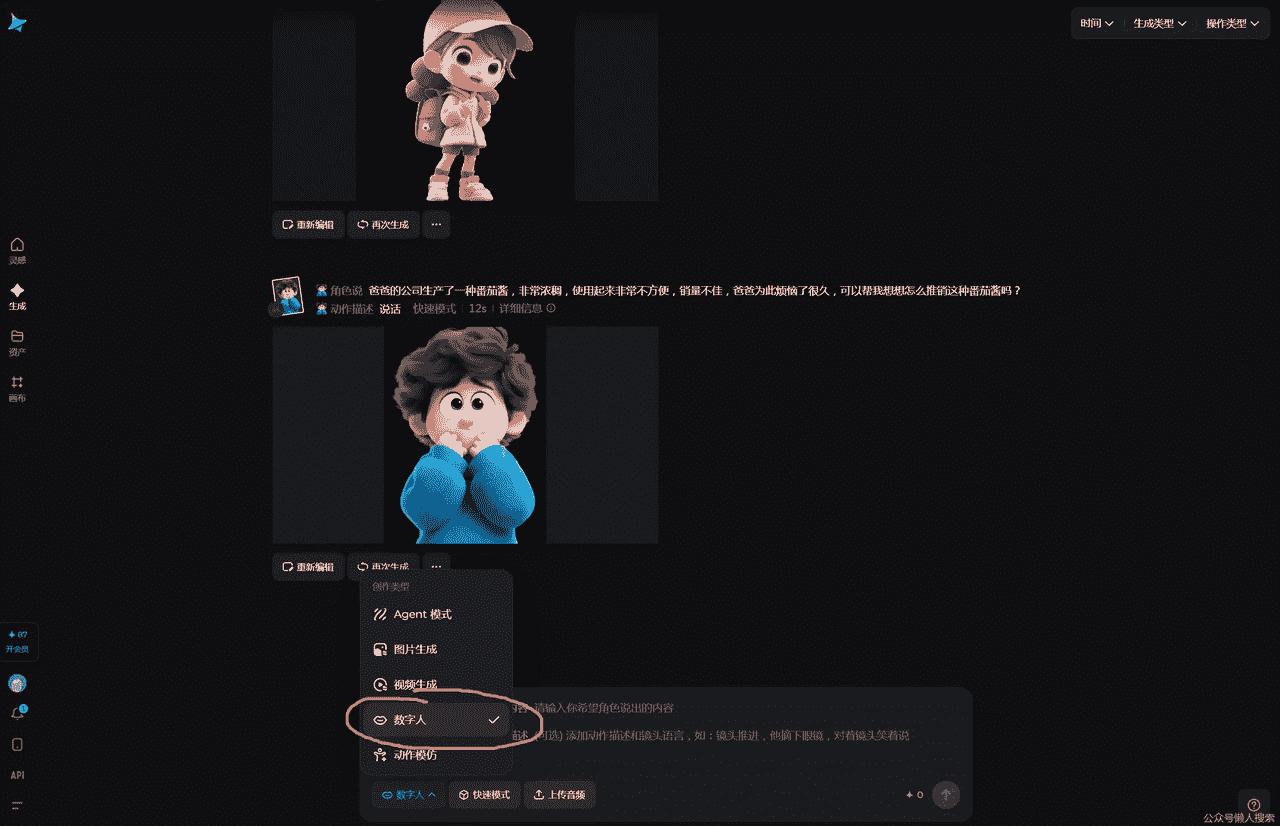 时间 生成类型 操作类型
重新编辑 再次生成 ...
灵感
生成
资产
画布
角色说 爸爸的公司生产了一种番茄酱，非常浓稠，使用起来非常不方便，销量不佳，爸爸为此烦恼了很久，可以帮我想想怎么推销这种番茄酱吗？
动作描述 说话 快速模式 | 12s | 详细信息
重新编辑 再次生成 ...
创作类型
Agent 模式
图片生成
视频生成
数字人
动作模仿
内容 请输入你希望角色说出的内容
描述 (可选) 添加动作描述和镜头语言，如：镜头推进，他摘下眼镜，对着镜头笑着说
数字人 快速模式 上传音频 0
87
开会员
1
API
公众号懒人搜索